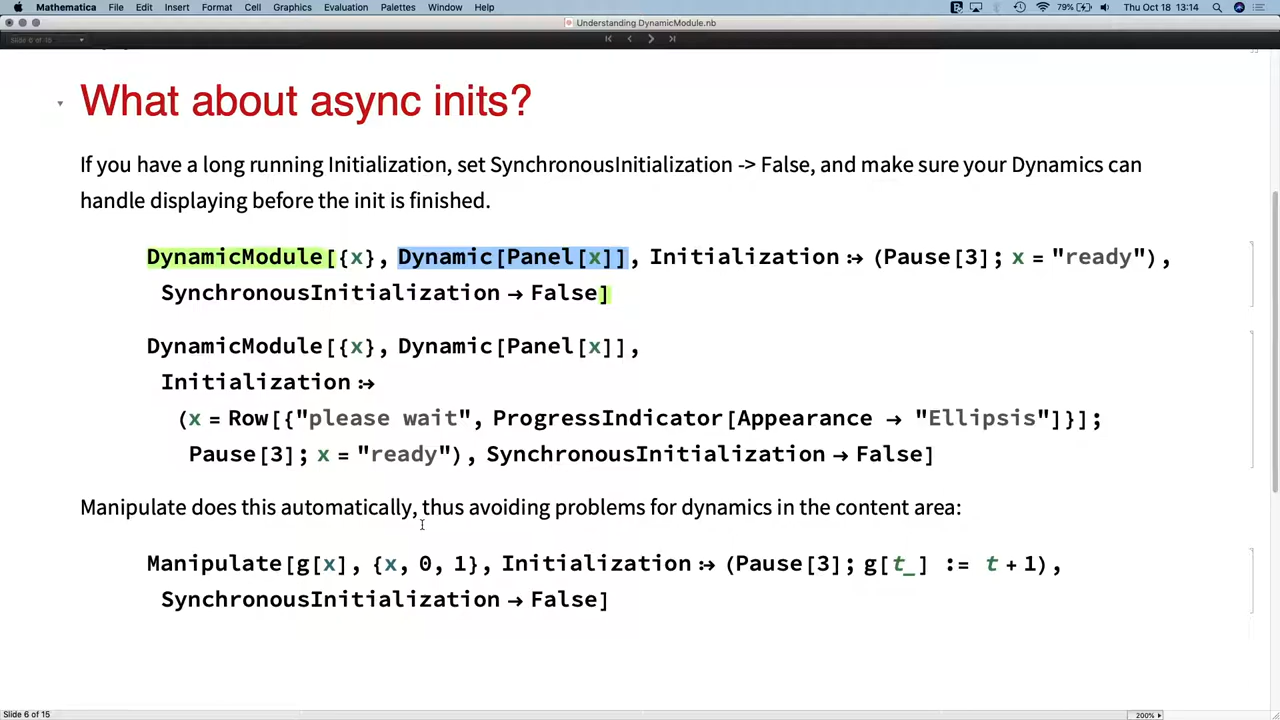 Mathematica File Edit Insert Format Cell Graphics Evaluation Palettes Window Help 79% Thu Oct 18 13:14
Understanding DynamicModule.nb
Slide 6 of 15
What about async inits?
If you have a long running Initialization, set SynchronousInitialization -> False, and make sure your Dynamics can
handle displaying before the init is finished.
DynamicModule[{x}, Dynamic[Panel[x]], Initialization :> (Pause[3]; x = "ready"),
SynchronousInitialization → False]
DynamicModule[{x}, Dynamic[Panel[x]],
Initialization :>
(x = Row[{"please wait", ProgressIndicator[Appearance → "Ellipsis"]}];
Pause[3]; x = "ready"), SynchronousInitialization → False]
Manipulate does this automatically, thus avoiding problems for dynamics in the content area:
Manipulate[g[x], {x, 0, 1}, Initialization :> (Pause[3]; g[t_] := t + 1),
SynchronousInitialization → False]
Slide 6 of 15
200%